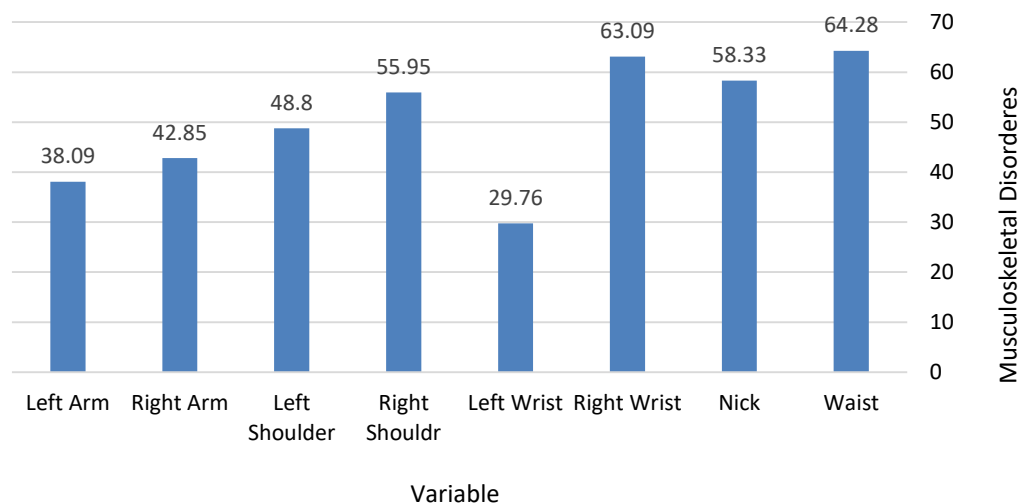 70
60
50
40
30
20
10
0
Musculoskeletal Disorderes
38.09
42.85
48.8
55.95
29.76
63.09
58.33
64.28
Left Arm
Right Arm
Left
Shoulder
Right
Shouldr
Left Wrist
Right Wrist
Nick
Waist
Variable